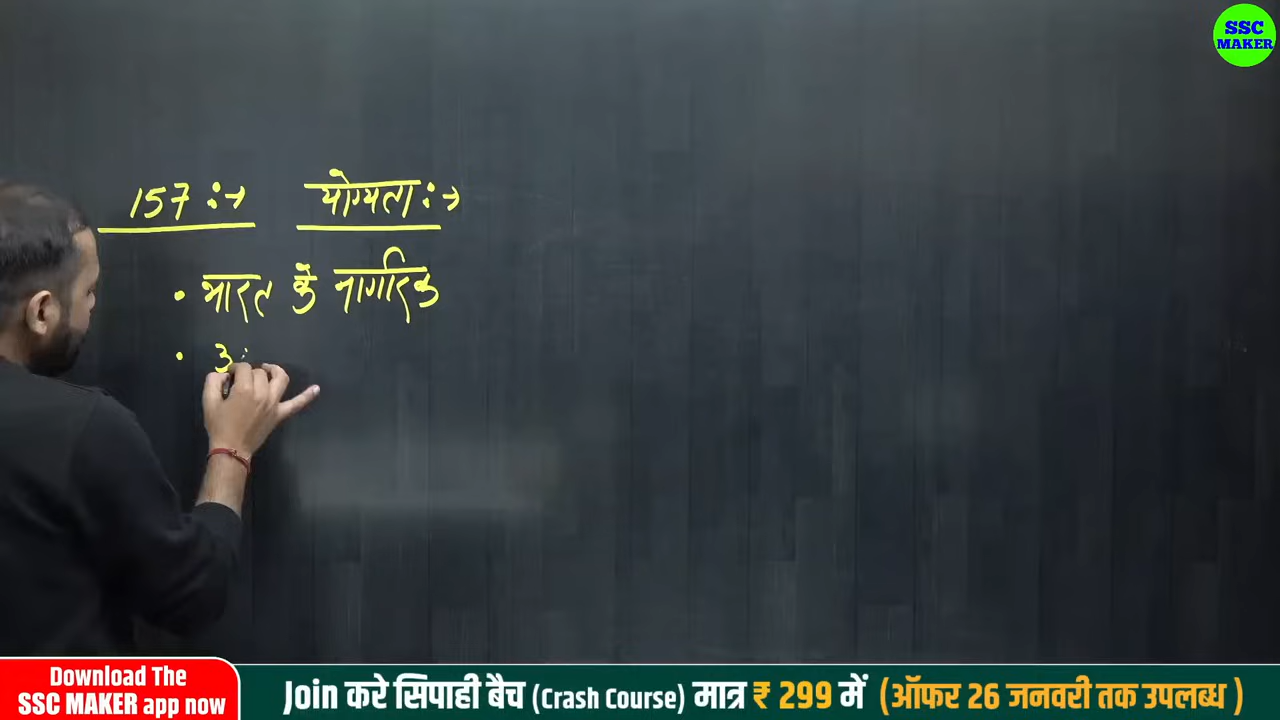 SSC
MAKER
157 :→ योग्यता :→
• भारत के नागरिक
•
Download The
SSC MAKER app now
Join करे सिपाही बैच (Crash Course) मात्र ₹ 299 में (ऑफर 26 जनवरी तक उपलब्ध )